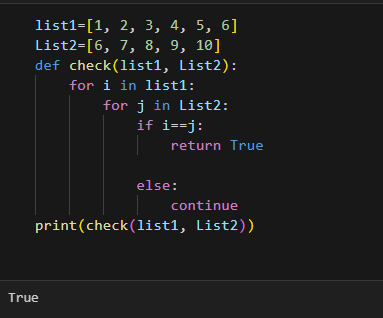 list1=[1, 2, 3, 4, 5, 6]
List2=[6, 7, 8, 9, 10]
def check(list1, List2):
    for i in list1:
        for j in List2:
            if i==j:
                return True

            else:
                continue
print(check(list1, List2))
True